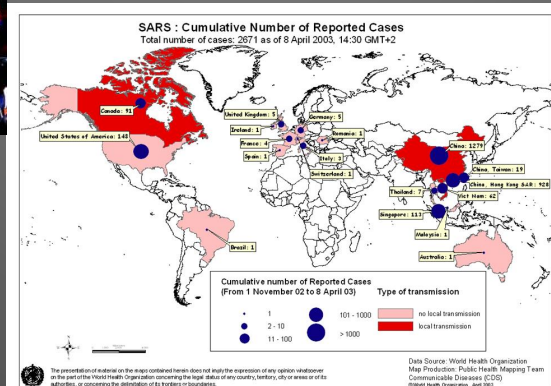 SARS : Cumulative Number of Reported Cases
Total number of cases: 2671 as of 8 April 2003, 14:30 GMT+2
Canada: 91
United Kingdom: 5
Germany: 5
Ireland: 1
Romania: 1
United States of America: 148
France: 4
Spain: 1
Italy: 3
Switzerland: 1
China: 1279
China, Taiwan: 19
China, Hong Kong SAR: 928
Thailand: 7
Viet Nam: 62
Singapore: 113
Malaysia: 1
Brazil: 1
Australia: 1
Cumulative number of Reported Cases
(From 1 November 02 to 8 April 03)
Type of transmission
1
2 - 10
11 - 100
101 - 1000
> 1000
no local transmission
local transmission
The presentation of material on the maps contained herein does not imply the expression of any opinion whatsoever
on the part of the World Health Organization concerning the legal status of any country, territory, city or areas or of its
authorities, or concerning the delimitation of its frontiers or boundaries.
Data Source: World Health Organization
Map Production: Public Health Mapping Team
Communicable Diseases (CDS)
©World Health Organization, April 2003